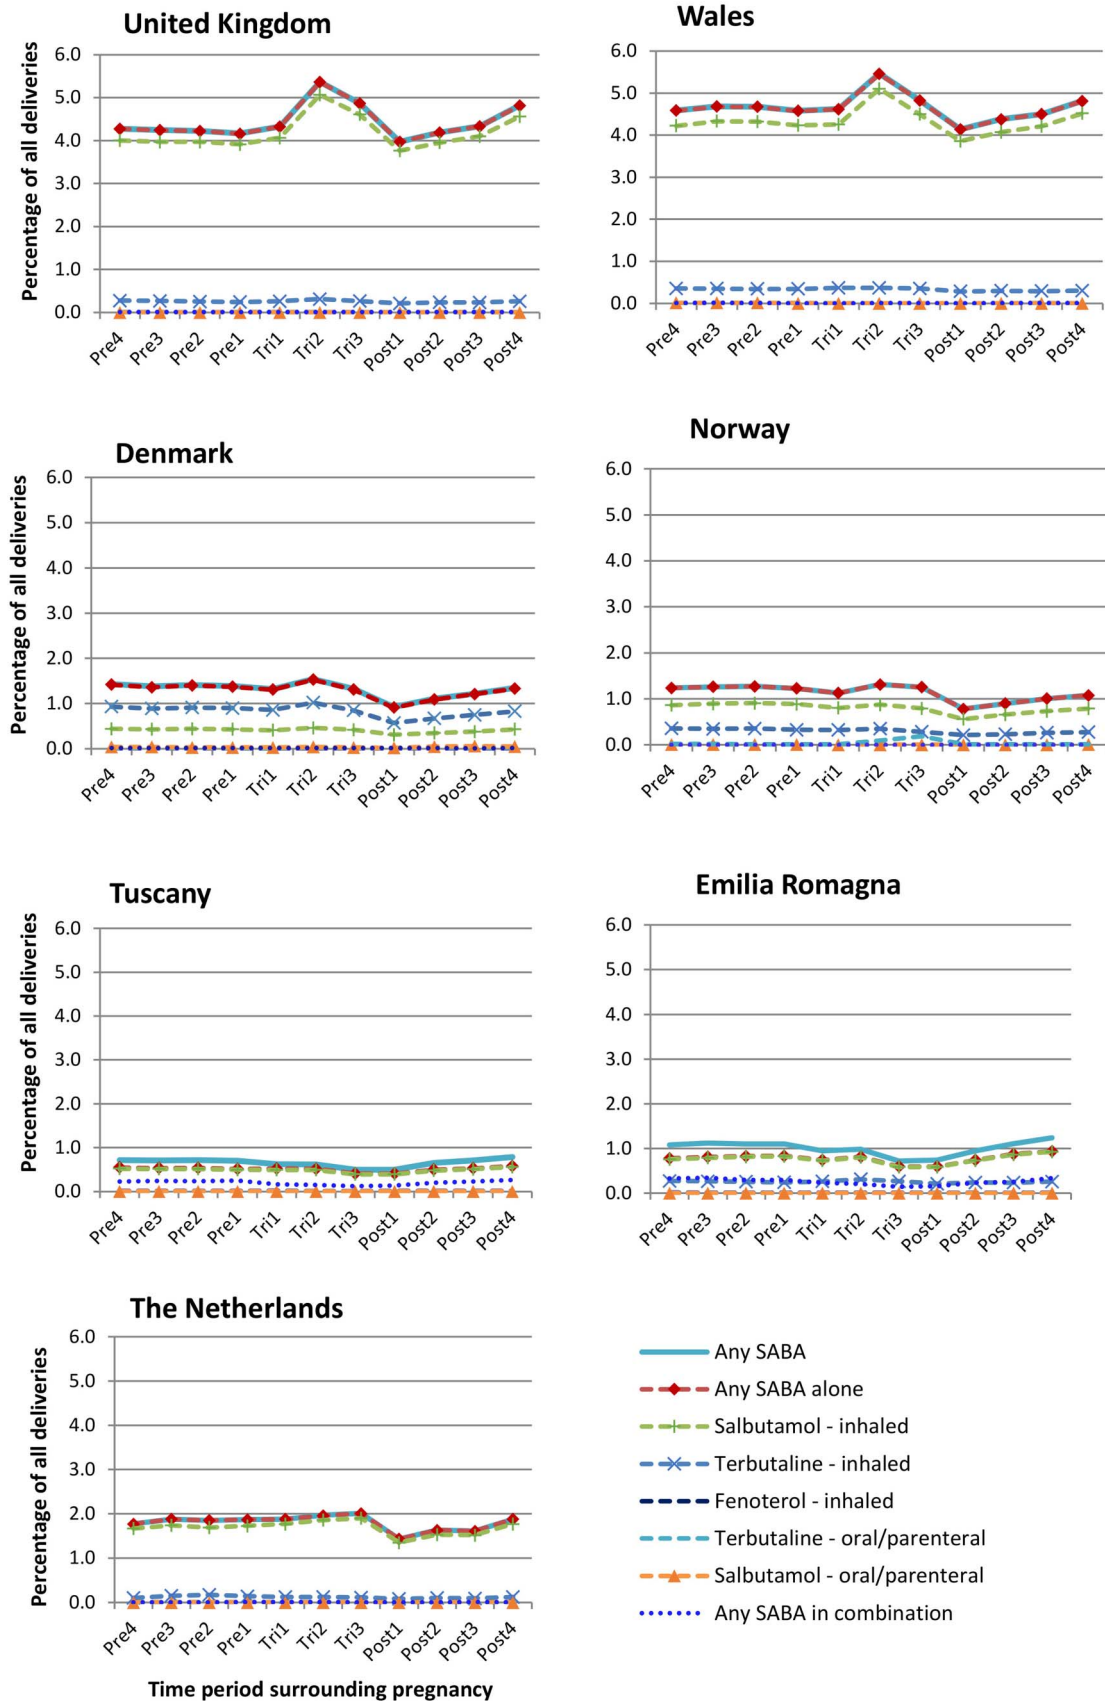 United Kingdom
Percentage of all deliveries
6.0
5.0
4.0
3.0
2.0
1.0
0.0
Pre4 Pre3 Pre2 Pre1 Tri1 Tri2 Tri3 Post1 Post2 Post3 Post4
Wales
6.0
5.0
4.0
3.0
2.0
1.0
0.0
Pre4 Pre3 Pre2 Pre1 Tri1 Tri2 Tri3 Post1 Post2 Post3 Post4
Denmark
Percentage of all deliveries
6.0
5.0
4.0
3.0
2.0
1.0
0.0
Pre4 Pre3 Pre2 Pre1 Tri1 Tri2 Tri3 Post1 Post2 Post3 Post4
Norway
6.0
5.0
4.0
3.0
2.0
1.0
0.0
Pre4 Pre3 Pre2 Pre1 Tri1 Tri2 Tri3 Post1 Post2 Post3 Post4
Tuscany
Percentage of all deliveries
6.0
5.0
4.0
3.0
2.0
1.0
0.0
Pre4 Pre3 Pre2 Pre1 Tri1 Tri2 Tri3 Post1 Post2 Post3 Post4
Emilia Romagna
6.0
5.0
4.0
3.0
2.0
1.0
0.0
Pre4 Pre3 Pre2 Pre1 Tri1 Tri2 Tri3 Post1 Post2 Post3 Post4
The Netherlands
Percentage of all deliveries
6.0
5.0
4.0
3.0
2.0
1.0
0.0
Pre4 Pre3 Pre2 Pre1 Tri1 Tri2 Tri3 Post1 Post2 Post3 Post4
Time period surrounding pregnancy
Any SABA
Any SABA alone
Salbutamol - inhaled
Terbutaline - inhaled
Fenoterol - inhaled
Terbutaline - oral/parenteral
Salbutamol - oral/parenteral
Any SABA in combination